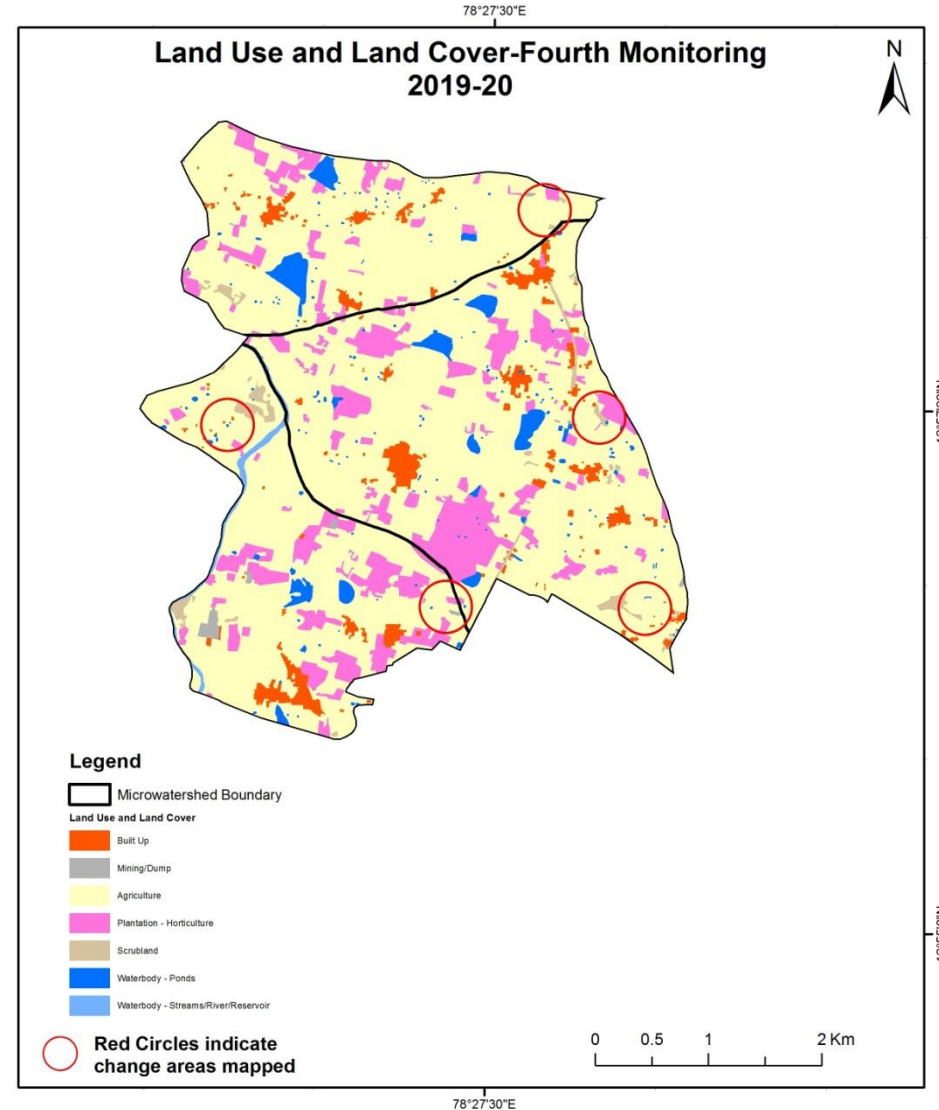 78°27'30"E
Land Use and Land Cover-Fourth Monitoring
2019-20
N
Legend
Microwatershed Boundary
Land Use and Land Cover
Built Up
Mining/Dump
Agriculture
Plantation - Horticulture
Scrubland
Waterbody - Ponds
Waterbody - Streams/River/Reservoir
Red Circles indicate
change areas mapped
0 0.5 1 2 Km
78°27'30"E